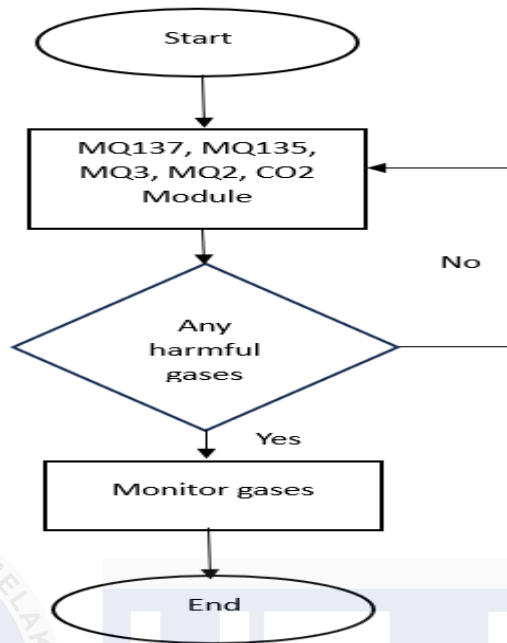 Start
MQ137, MQ135,
MQ3, MQ2, CO2
Module
No
Any
harmful
gases
Yes
Monitor gases
End